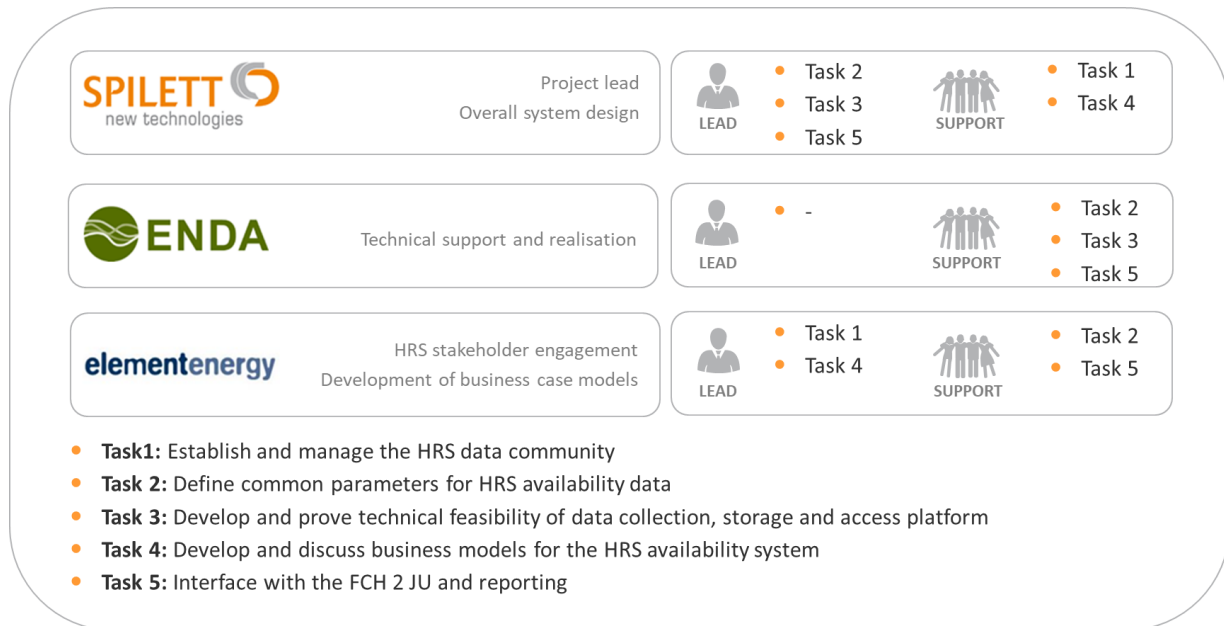 SPILETT
new technologies
Project lead
Overall system design
LEAD
• Task 2
• Task 3
• Task 5
SUPPORT
• Task 1
• Task 4
ENDA
Technical support and realisation
LEAD
• -
SUPPORT
• Task 2
• Task 3
• Task 5
elementenergy
HRS stakeholder engagement
Development of business case models
LEAD
• Task 1
• Task 4
SUPPORT
• Task 2
• Task 5
• Task1: Establish and manage the HRS data community
• Task 2: Define common parameters for HRS availability data
• Task 3: Develop and prove technical feasibility of data collection, storage and access platform
• Task 4: Develop and discuss business models for the HRS availability system
• Task 5: Interface with the FCH 2 JU and reporting